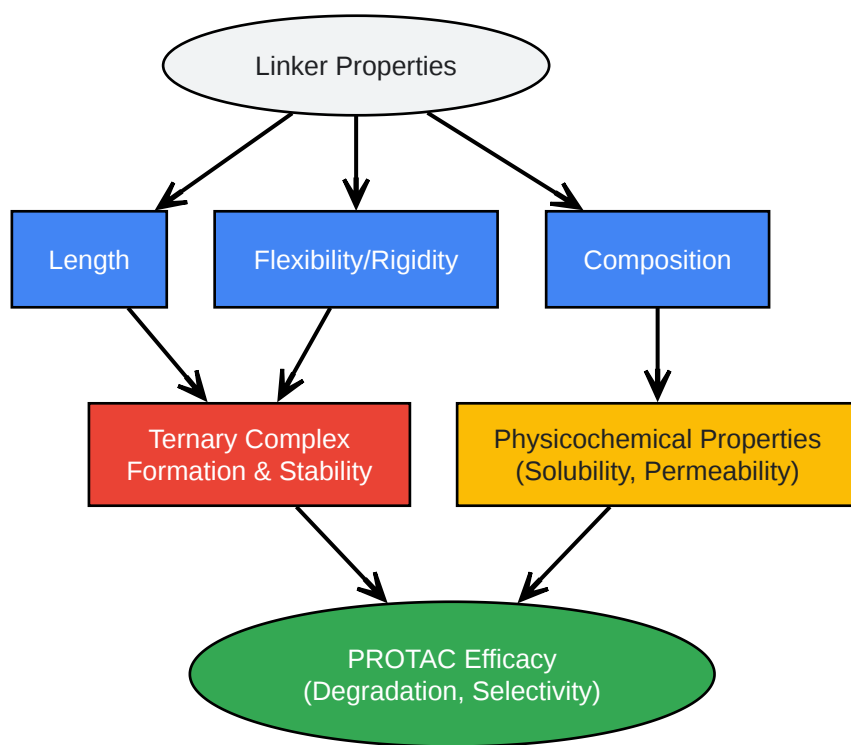 Linker Properties
Length
Flexibility/Rigidity
Composition
Ternary Complex
Formation & Stability
Physicochemical Properties
(Solubility, Permeability)
PROTAC Efficacy
(Degradation, Selectivity)